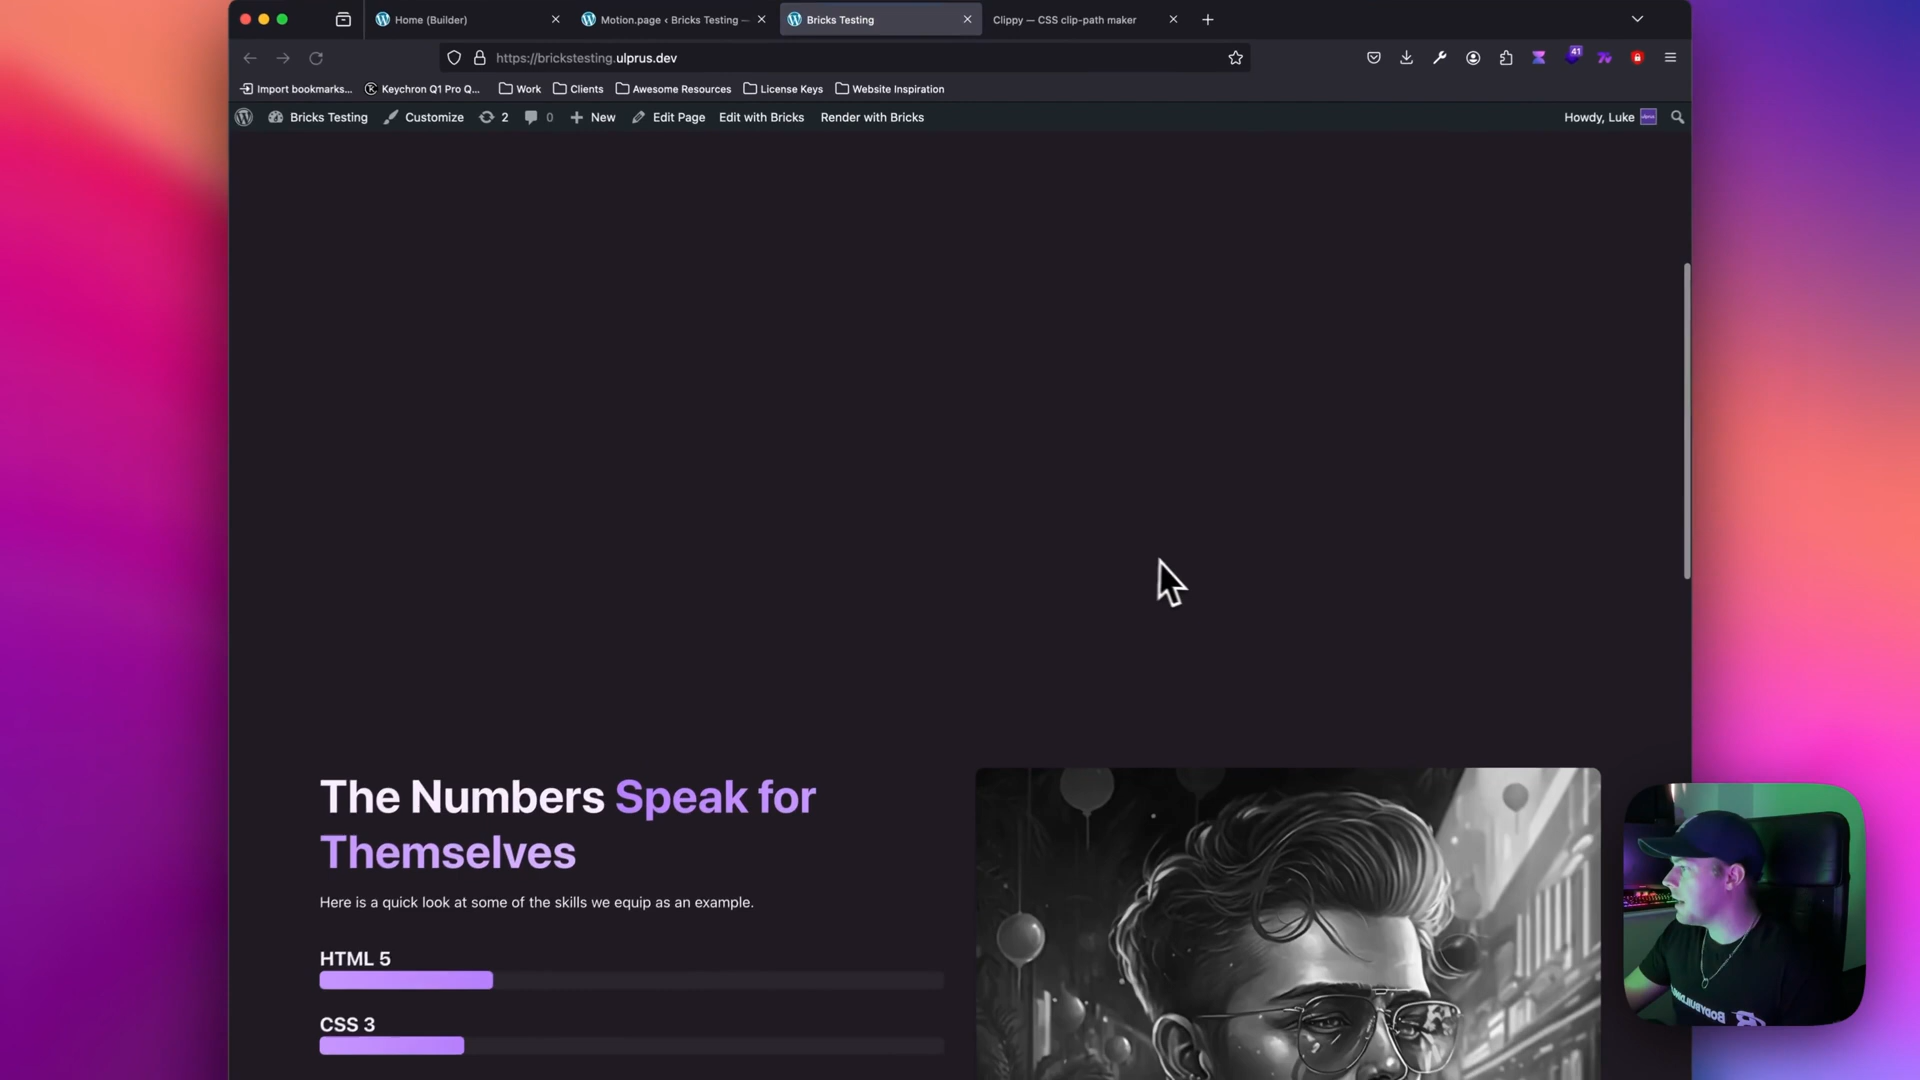 Home (Builder)
Motion.page ‹ Bricks Testing —
Bricks Testing
Clippy — CSS clip-path maker
https://brickstesting.ulprus.dev
41
Import bookmarks...
Keychron Q1 Pro Q...
Work
Clients
Awesome Resources
License Keys
Website Inspiration
Bricks Testing
Customize
2
0
New
Edit Page
Edit with Bricks
Render with Bricks
Howdy, Luke
The Numbers Speak for
Themselves
Here is a quick look at some of the skills we equip as an example.
HTML 5
CSS 3